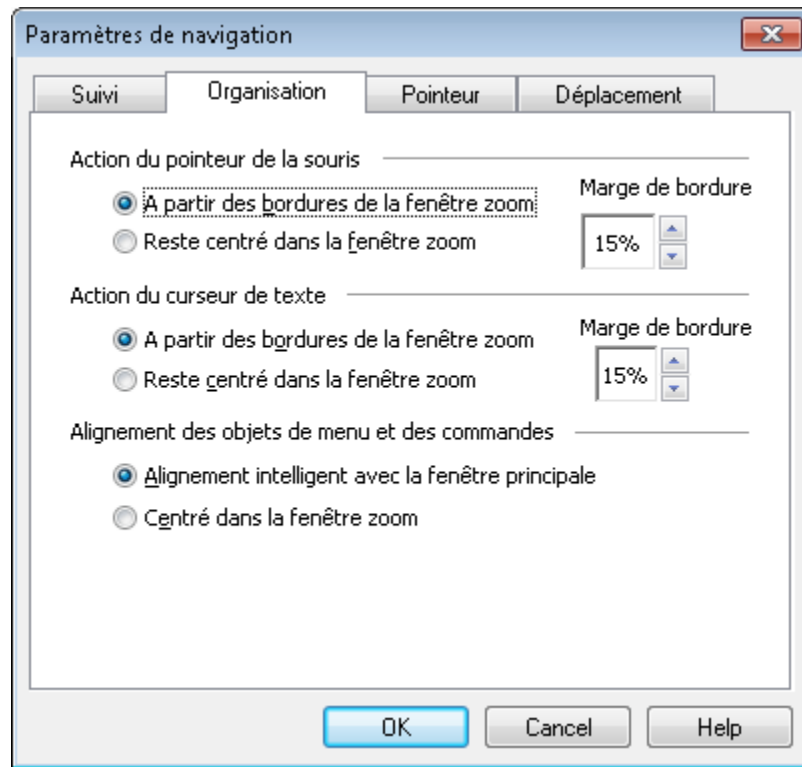 Paramètres de navigation
Suivi Organisation Pointeur Déplacement
Action du pointeur de la souris
A partir des bordures de la fenêtre zoom
Marge de bordure
Reste centré dans la fenêtre zoom
15%
Action du curseur de texte
A partir des bordures de la fenêtre zoom
Marge de bordure
Reste centré dans la fenêtre zoom
15%
Alignement des objets de menu et des commandes
Alignement intelligent avec la fenêtre principale
Centré dans la fenêtre zoom
OK Cancel Help